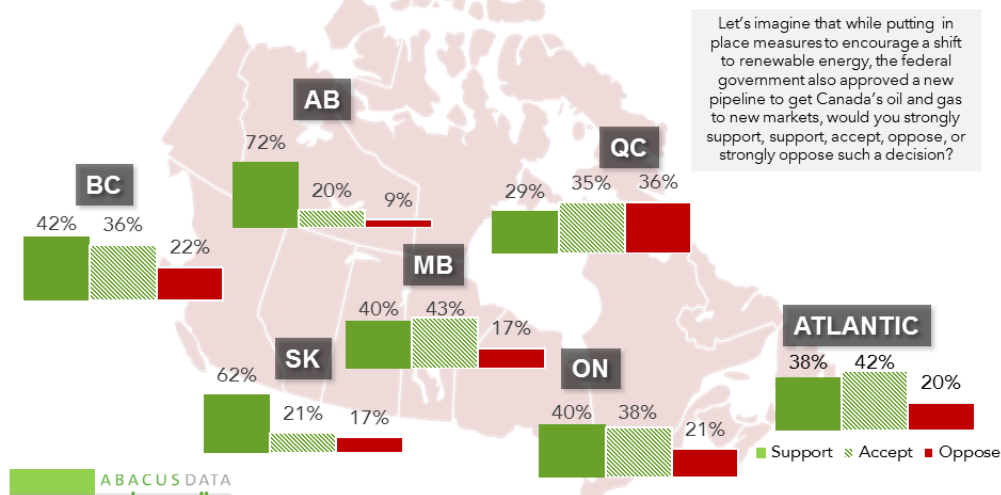 Let's imagine that while putting in
place measures to encourage a shift
to renewable energy, the federal
government also approved a new
pipeline to get Canada's oil and gas
to new markets, would you strongly
support, support, accept, oppose, or
strongly oppose such a decision?
AB
72%
20%
9%
QC
29%
35%
36%
BC
42%
36%
22%
MB
40%
43%
17%
SK
62%
21%
17%
ON
40%
38%
21%
ATLANTIC
38%
42%
20%
Support
Accept
Oppose
ABACUS DATA